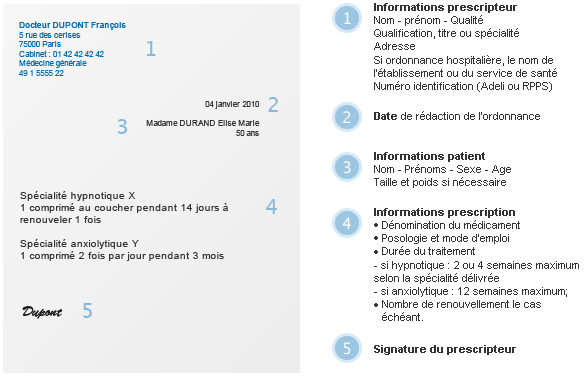 Docteur DUPONT François
5 rue des cerises
75000 Paris
Cabinet : 01 42 42 42 42
Médecine générale
49 1 5555 22
1
04 janvier 2010
2
3
Madame DURAND Elise Marie
50 ans
Spécialité hypnotique X
1 comprimé au coucher pendant 14 jours à
renouveler 1 fois
4
Spécialité anxiolytique Y
1 comprimé 2 fois par jour pendant 3 mois
Dupont
5
1
Informations prescripteur
Nom - prénom - Qualité
Qualification, titre ou spécialité
Adresse
Si ordonnance hospitalière, le nom de
l'établissement ou du service de santé
Numéro identification (Adeli ou RPPS)
2
Date de rédaction de l'ordonnance
3
Informations patient
Nom - Prénoms - Sexe - Age
Taille et poids si nécessaire
4
Informations prescription
• Dénomination du médicament
• Posologie et mode d'emploi
• Durée du traitement
- si hypnotique : 2 ou 4 semaines maximum
selon la spécialité délivrée
- si anxiolytique : 12 semaines maximum;
• Nombre de renouvellement le cas
échéant.
5
Signature du prescripteur